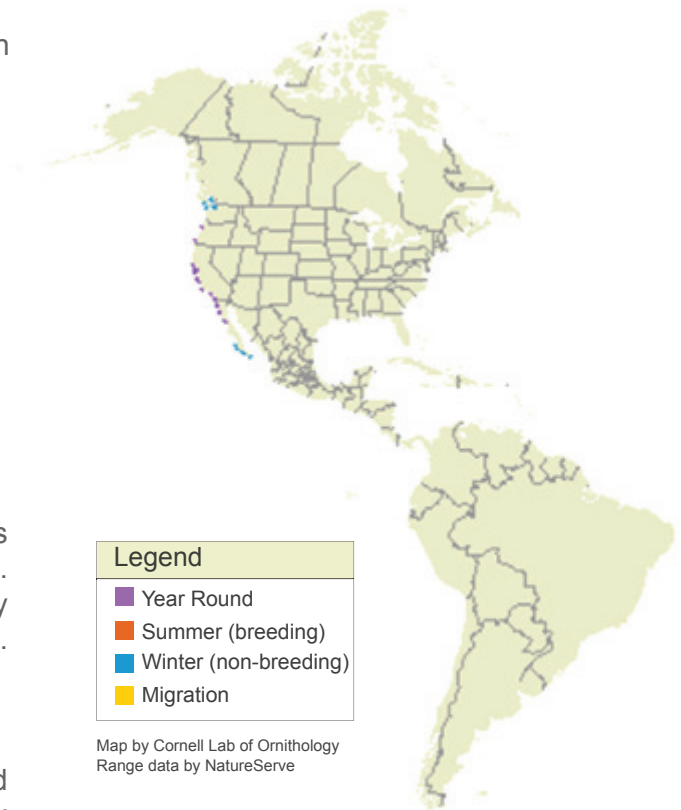 Legend
Year Round
Summer (breeding)
Winter (non-breeding)
Migration
Map by Cornell Lab of Ornithology
Range data by NatureServe